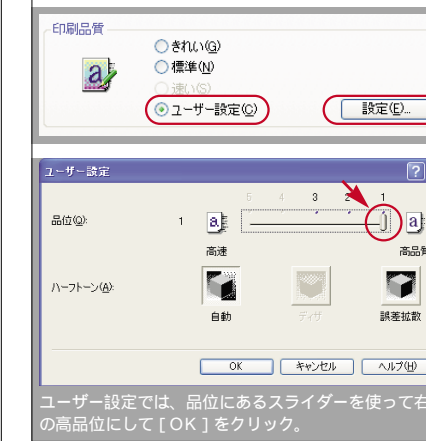 印刷品質
きれい(G)
標準(N)
速い(S)
ユーザー設定(C)
設定(E)...
ユーザー設定
5 4 3 2 1
品位(Q): 1
高速 高品
ハーフトーン(A):
自動 ディザ 誤差拡散
OK キャンセル ヘルプ(H)
ユーザー設定では、品位にあるスライダーを使って右
の高品位にして［OK］をクリック。